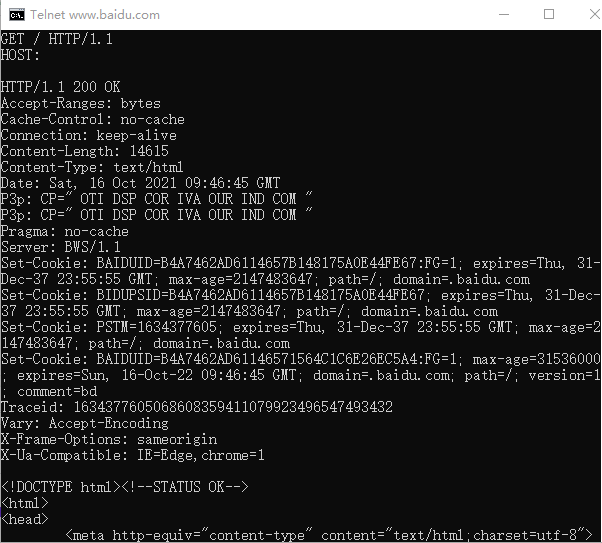 Telnet www.baidu.com
GET / HTTP/1.1
HOST:
HTTP/1.1 200 OK
Accept-Ranges: bytes
Cache-Control: no-cache
Connection: keep-alive
Content-Length: 14615
Content-Type: text/html
Date: Sat, 16 Oct 2021 09:46:45 GMT
P3p: CP=" OTI DSP COR IVA OUR IND COM "
P3p: CP=" OTI DSP COR IVA OUR IND COM "
Pragma: no-cache
Server: BWS/1.1
Set-Cookie: BAIDUID=B4A7462AD6114657B148175A0E44FE67:FG=1; expires=Thu, 31-
Dec-37 23:55:55 GMT; max-age=2147483647; path=/; domain=.baidu.com
Set-Cookie: BIDUPSID=B4A7462AD6114657B148175A0E44FE67; expires=Thu, 31-Dec-
37 23:55:55 GMT; max-age=2147483647; path=/; domain=.baidu.com
Set-Cookie: PSTM=1634377605; expires=Thu, 31-Dec-37 23:55:55 GMT; max-age=2
147483647; path=/; domain=.baidu.com
Set-Cookie: BAIDUID=B4A7462AD61146571564C1C6E26EC5A4:FG=1; max-age=31536000
; expires=Sun, 16-Oct-22 09:46:45 GMT; domain=.baidu.com; path=/; version=1
; comment=bd
Traceid: 1634377605068608359411079923496547493432
Vary: Accept-Encoding
X-Frame-Options: sameorigin
X-Ua-Compatible: IE=Edge,chrome=1
<!DOCTYPE html><!--STATUS OK-->
<html>
<head>
<meta http-equiv="content-type" content="text/html;charset=utf-8">